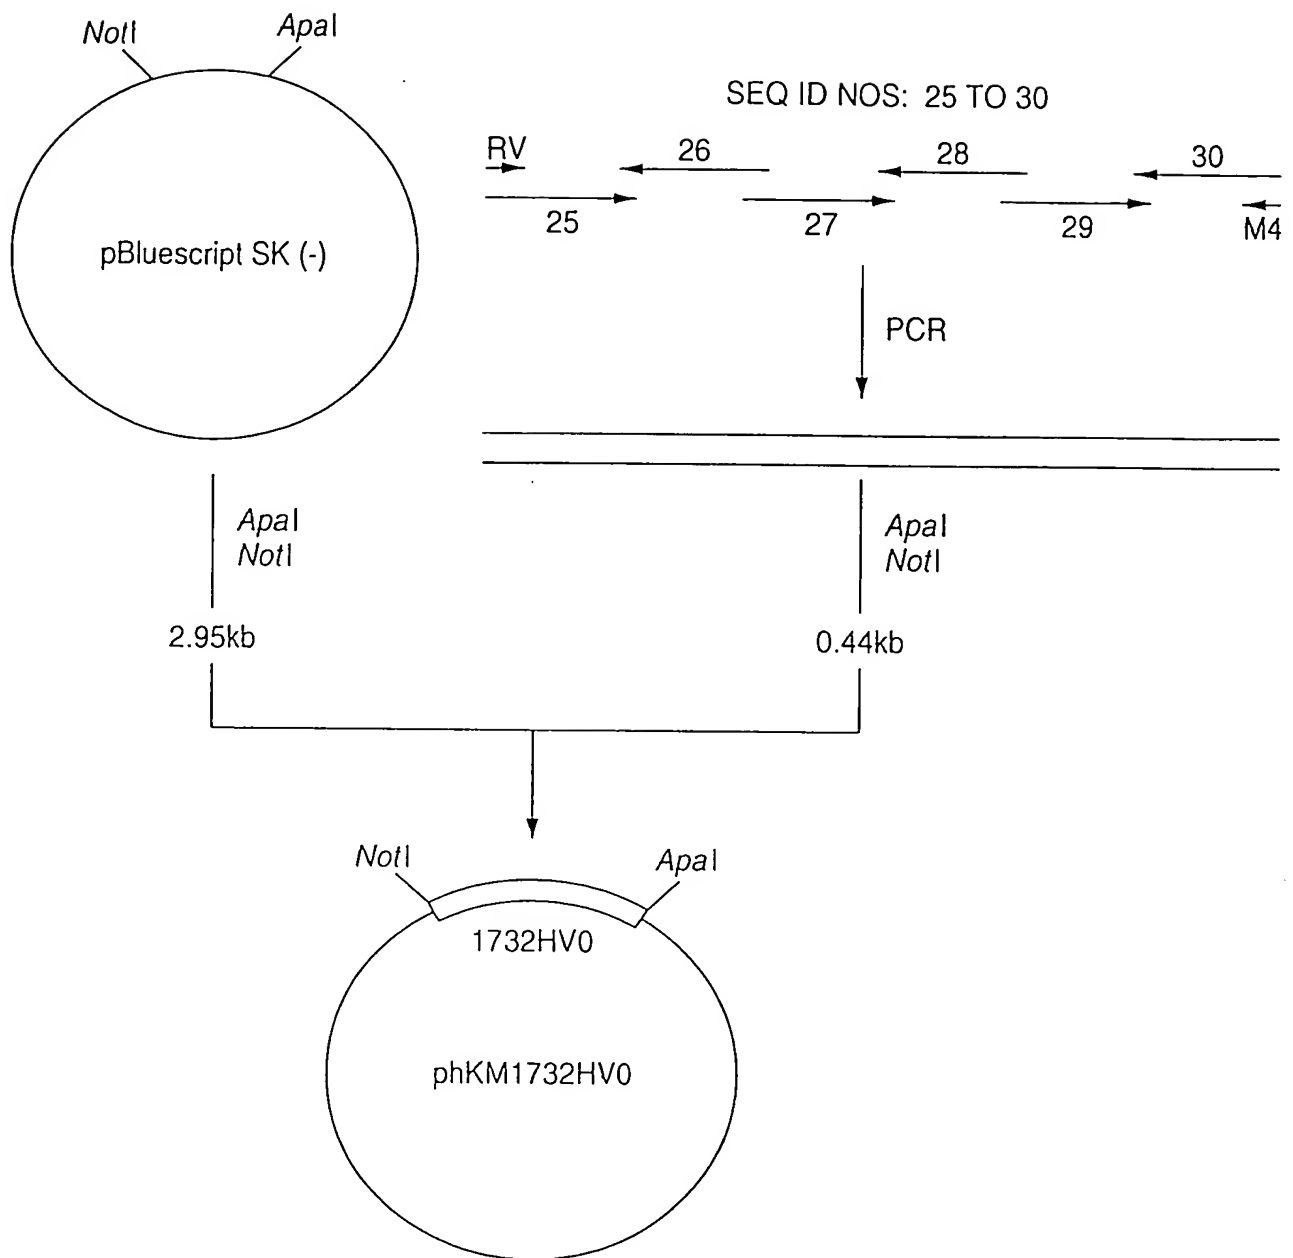 NotI
ApaI
pBluescript SK (-)
SEQ ID NOS: 25 TO 30
RV
26
28
30
25
27
29
M4
PCR
ApaI
NotI
ApaI
NotI
2.95kb
0.44kb
NotI
ApaI
1732HV0
phKM1732HV0